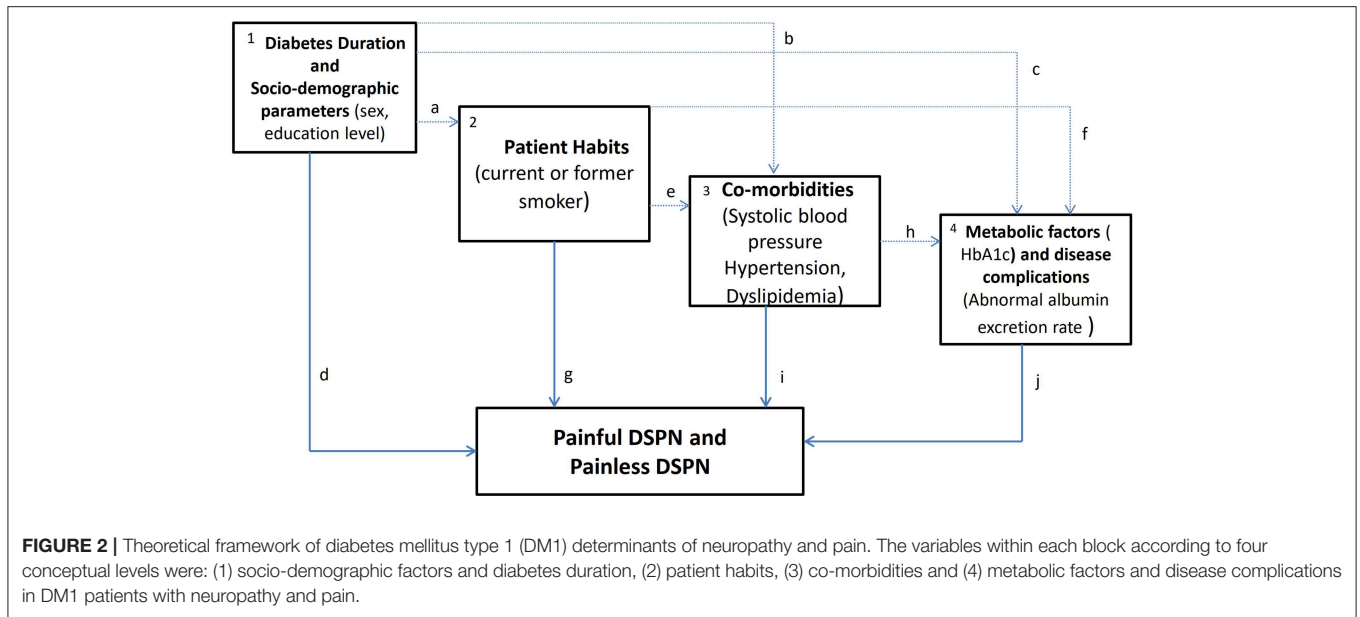 1 Diabetes Duration
and
Socio-demographic
parameters (sex,
education level)
a
b
c
2
Patient Habits
(current or former
smoker)
f
e
3 Co-morbidities
(Systolic blood
pressure
Hypertension,
Dyslipidemia)
h
4 Metabolic factors (
HbA1c) and disease
complications
(Abnormal albumin
excretion rate )
d
g
i
j
Painful DSPN and
Painless DSPN
FIGURE 2 | Theoretical framework of diabetes mellitus type 1 (DM1) determinants of neuropathy and pain. The variables within each block according to four
conceptual levels were: (1) socio-demographic factors and diabetes duration, (2) patient habits, (3) co-morbidities and (4) metabolic factors and disease complications
in DM1 patients with neuropathy and pain.